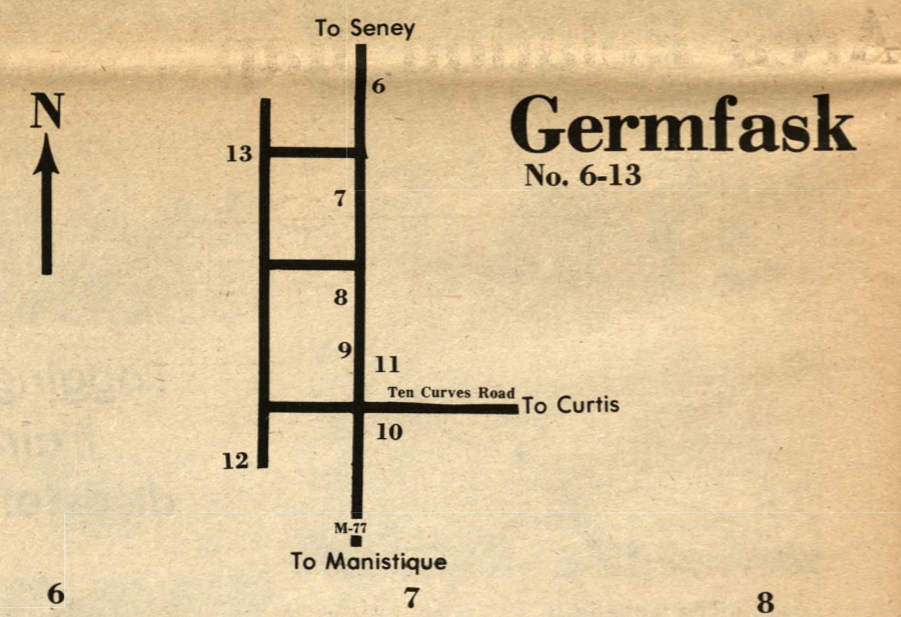 To Seney
6
N
Germfask
No. 6-13
13
7
8
9
11
Ten Curves Road
To Curtis
10
12
M-77
To Manistique
6
7
8